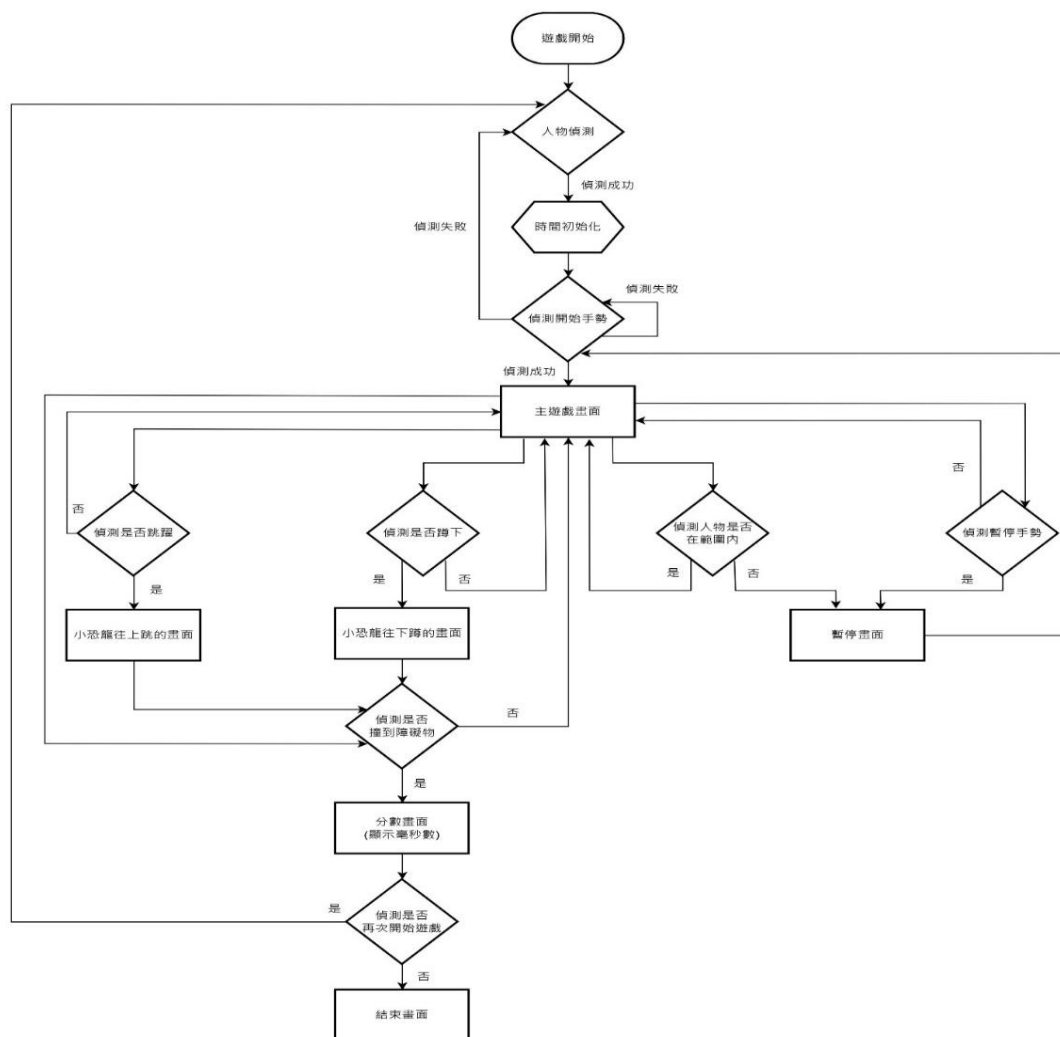 遊戲開始
人物偵測
偵測成功
時間初始化
偵測失敗
偵測失敗
偵測開始手勢
偵測成功
主遊戲畫面
否
否
偵測是否跳躍
偵測是否蹲下
偵測人物是否
在範圍內
偵測暫停手勢
是
是
否
是
否
是
小恐龍往上跳的畫面
小恐龍往下蹲的畫面
暫停畫面
偵測是否
撞到障礙物
否
是
分數畫面
(顯示毫秒數)
是
偵測是否
再次開始遊戲
否
結束畫面